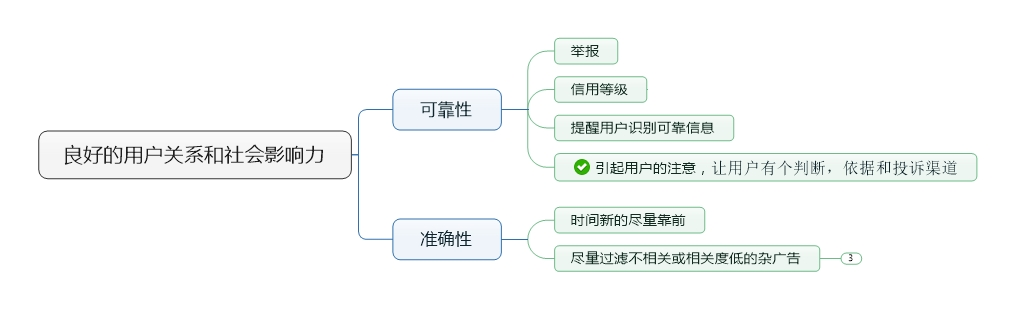 良好的用户关系和社会影响力
可靠性
举报
信用等级
提醒用户识别可靠信息
引起用户的注意，让用户有个判断，依据和投诉渠道
准确性
时间新的尽量靠前
尽量过滤不相关或相关度低的杂广告
3